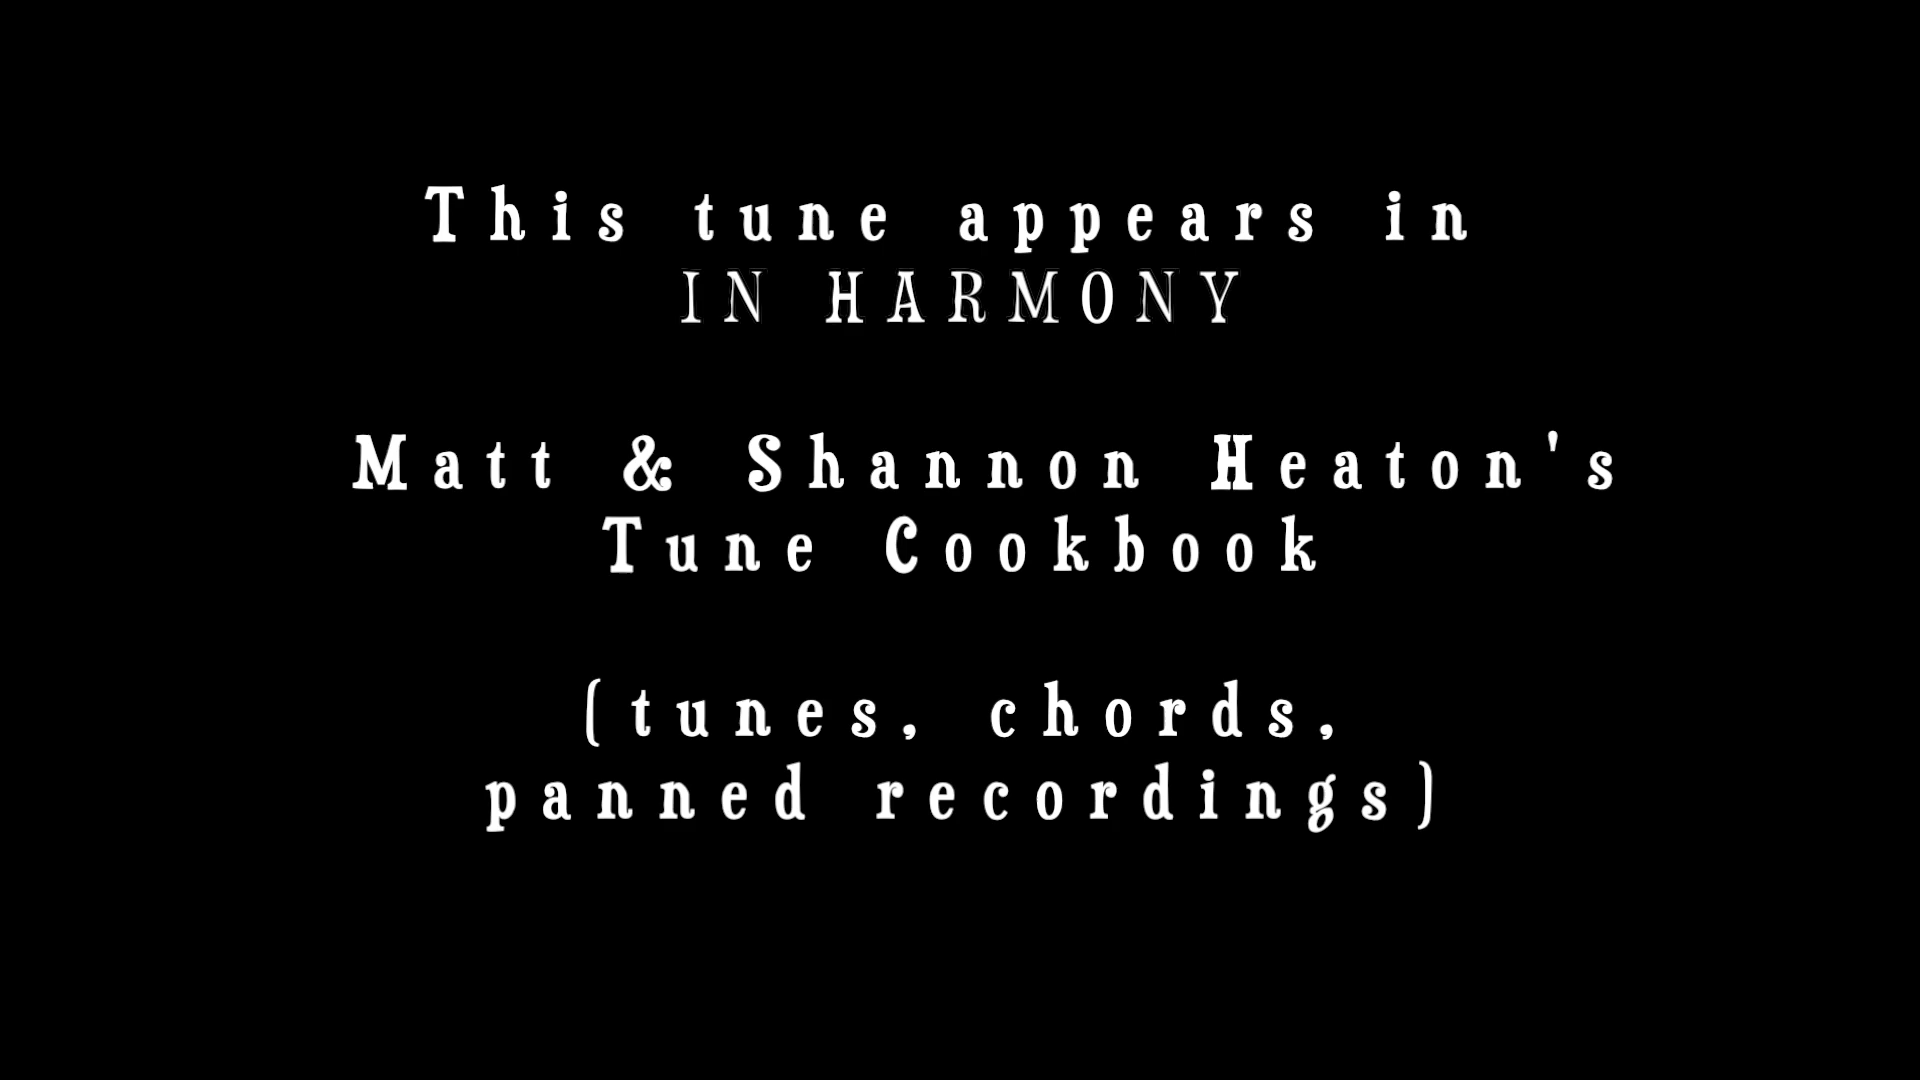 This tune appears in
IN HARMONY
Matt & Shannon Heaton's
Tune Cookbook
(tunes, chords,
panned recordings)